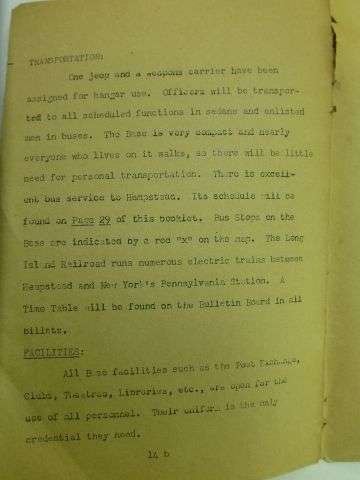 TRANSPORTATION:
One jeep and a weapons carrier have been
assigned for hangar use. Officers will be transpor-
ted to all scheduled functions in sedans and enlisted
men in buses. The Base is very compact and nearly
everyone who lives on it walks, so there will be little
need for personal transportation. There is excell-
ent bus service to Hempstead. Its schedule will be
found on Page 29 of this booklet. Bus Stops on the
Base are indicated by a red "x" on the map. The Long
Island Railroad runs numerous electric trains between
Hempstead and New York's Pennsylvania Station. A
Time Table will be found on the Bulletin Board in all
billets.
FACILITIES:
All Base facilities such as the Post Exchange,
Clubs, Theatres, Libraries, etc., are open for the
use of all personnel. Their uniform is the only
credential they need.
14 b